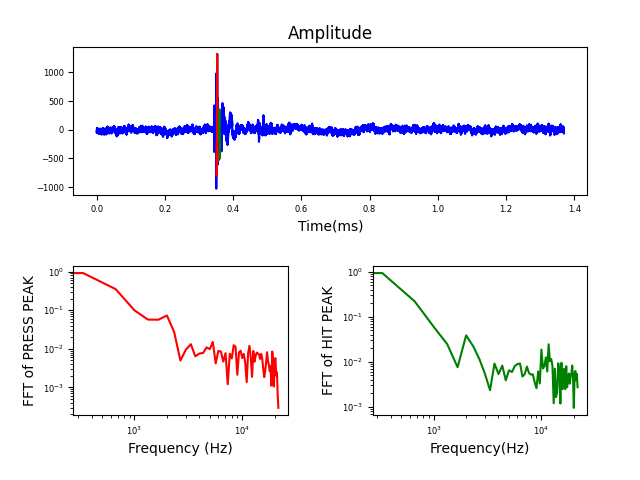 Amplitude
1000
500
0
−500
−1000
0.0 0.2 0.4 0.6 0.8 1.0 1.2 1.4
Time(ms)
FFT of PRESS PEAK
10⁰
10⁻¹
10⁻²
10⁻³
10³ 10⁴
Frequency (Hz)
FFT of HIT PEAK
10⁰
10⁻¹
10⁻²
10⁻³
10³ 10⁴
Frequency(Hz)